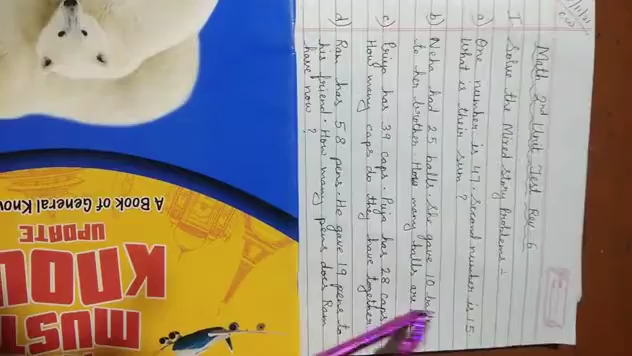 Math 2nd Unit Test Rev. 6
I Solve the Mixed Story Problems -
a) One number is 47. Second number is 15.
What is their sum ?
b) Neha had 25 balls. She gave 10
to her brother. How many balls are
c) Priya has 39 caps. Puja has 28 caps.
How many caps do they have together
d) Ram has 58 pens. He gave 19 pens to
his friend. How many pens does Ram
have now ?
A BOOK of General
UPDATE
MUST